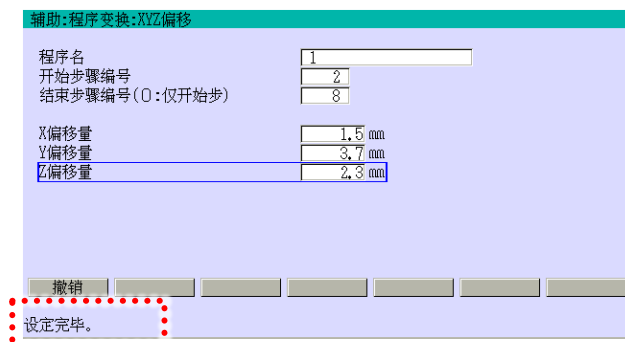 辅助:程序变换:XYZ偏移
程序名 1
开始步骤编号 2
结束步骤编号(0:仅开始步) 8
X偏移量 1.5 mm
Y偏移量 3.7 mm
Z偏移量 2.3 mm
撤销
设定完毕。